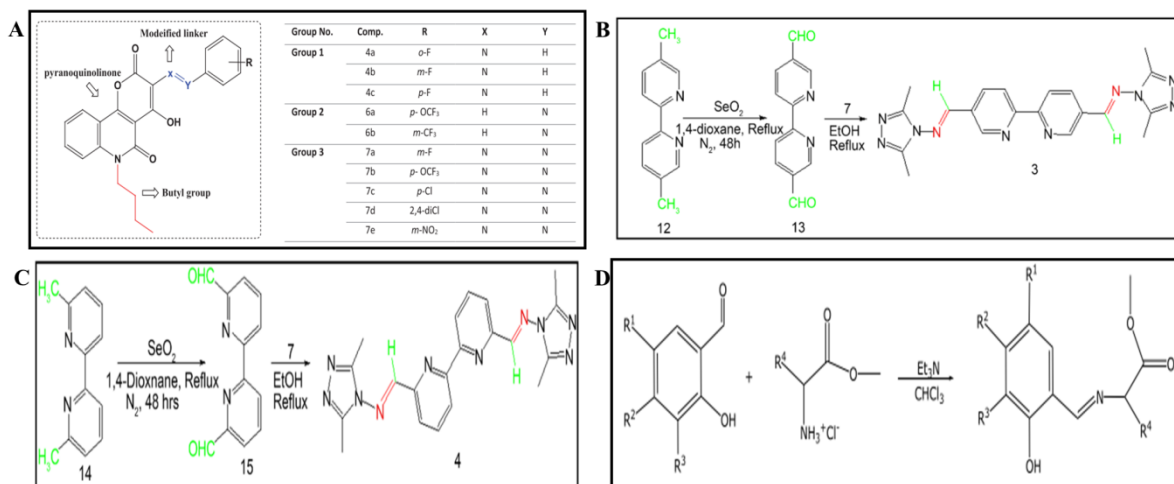 A
Modeified linker
pyranoquinolinone
O
O
X
Y
R
OH
N
O
Butyl group
Group No. Comp. R X Y
Group 1 4a o-F N H
4b m-F N H
4c p-F N H
Group 2 6a p- OCF₃ H N
6b m-CF₃ H N
Group 3 7a m-F N N
7b p- OCF₃ N N
7c p-Cl N N
7d 2,4-diCl N N
7e m-NO₂ N N
B
CH₃
N
N
CH₃
12
SeO₂
1,4-dioxane, Reflux
N₂, 48h
CHO
N
N
CHO
13
7
EtOH
Reflux
N
N
N
N
H
N
N
H
N
N
N
N
3
C
H₃C
N
N
H₃C
14
SeO₂
1,4-Dioxnane, Reflux
N₂, 48 hrs
OHC
N
N
OHC
15
7
EtOH
Reflux
N
N
N
N
H
N
N
H
N
N
N
N
4
D
R¹
R²
R²
R³
O
OH
+
R⁴
O
O
NH₃⁺Cl⁻
Et₃N
CHCl₃
R¹
R²
R³
OH
N
R⁴
O
O